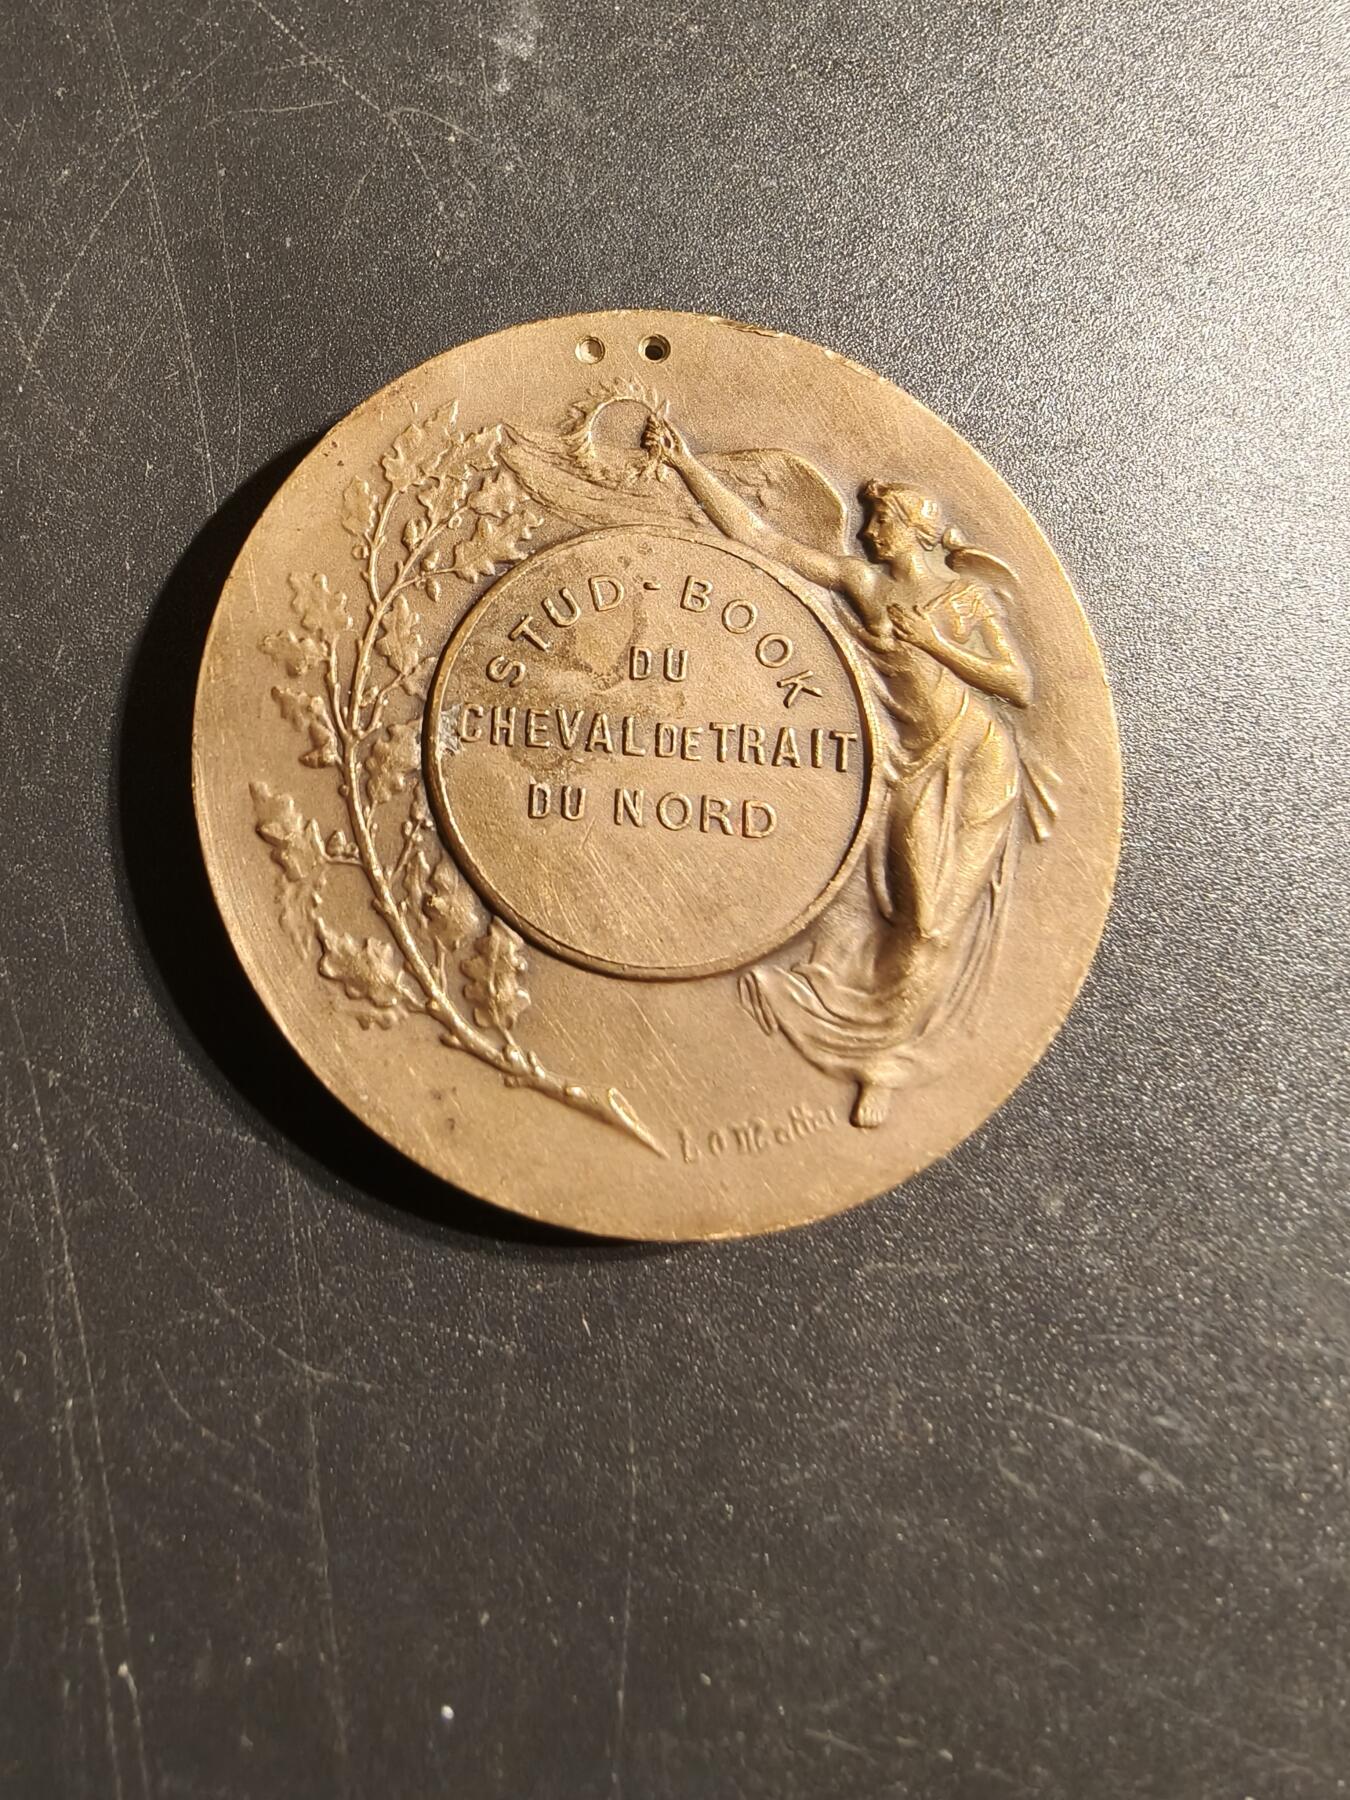 STUD-BOOK
DU
CHEVAL DE TRAIT
DU NORD